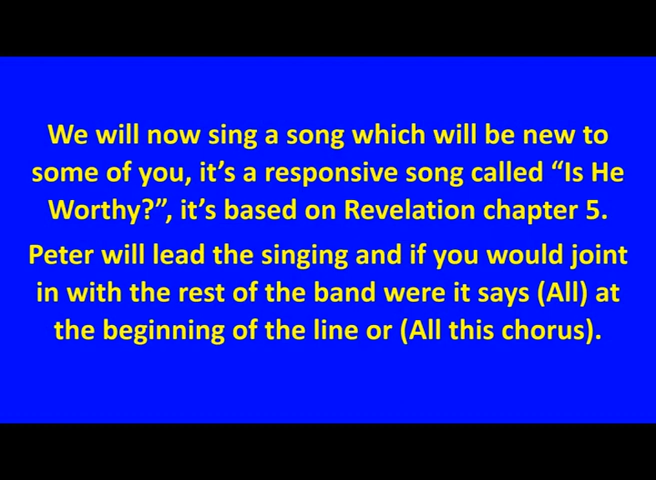 We will now sing a song which will be new to
some of you, it’s a responsive song called “Is He
Worthy?”, it’s based on Revelation chapter 5.
Peter will lead the singing and if you would joint
in with the rest of the band were it says (All) at
the beginning of the line or (All this chorus).